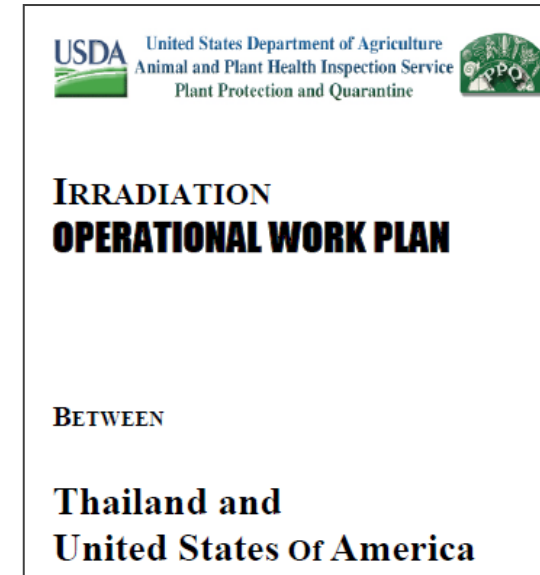 USDA
United States Department of Agriculture
Animal and Plant Health Inspection Service
Plant Protection and Quarantine
PPQ
IRRADIATION
OPERATIONAL WORK PLAN
BETWEEN
Thailand and
United States Of America